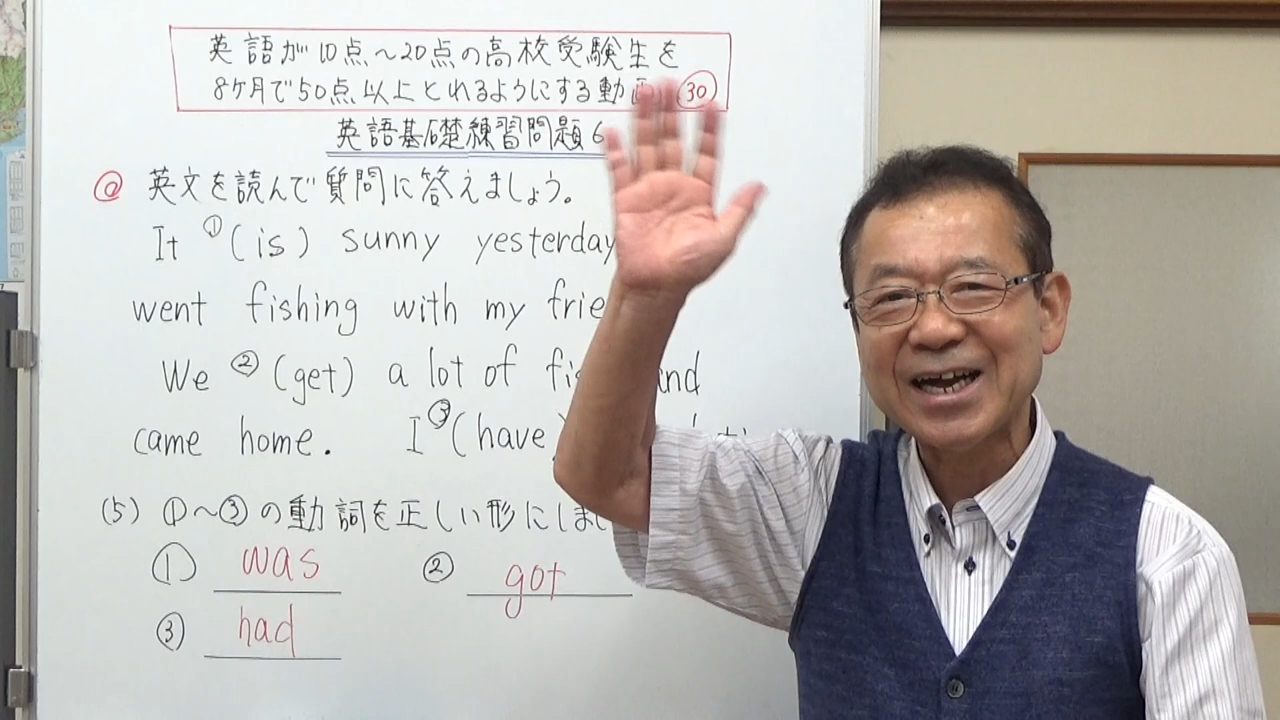 英語が10点～20点の高校受験生を
8ヶ月で50点以上とれるようにする動画 30
英語基礎練習問題6
@ 英文を読んで質問に答えましょう。
It ①(is) sunny yesterday
went fishing with my frie
We ②(get) a lot of fis nd
came home. I ③(have)
(5) ①～③の動詞を正しい形にしまし
① was ② got
③ had